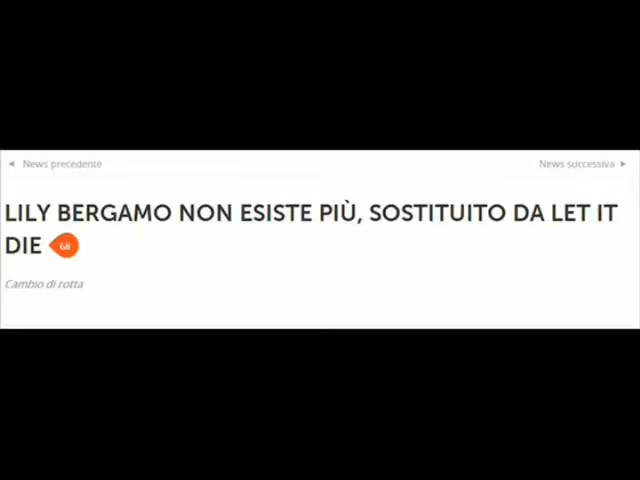 News precedente News successiva
LILY BERGAMO NON ESISTE PIÙ, SOSTITUITO DA LET IT
DIE 68
Cambio di rotta